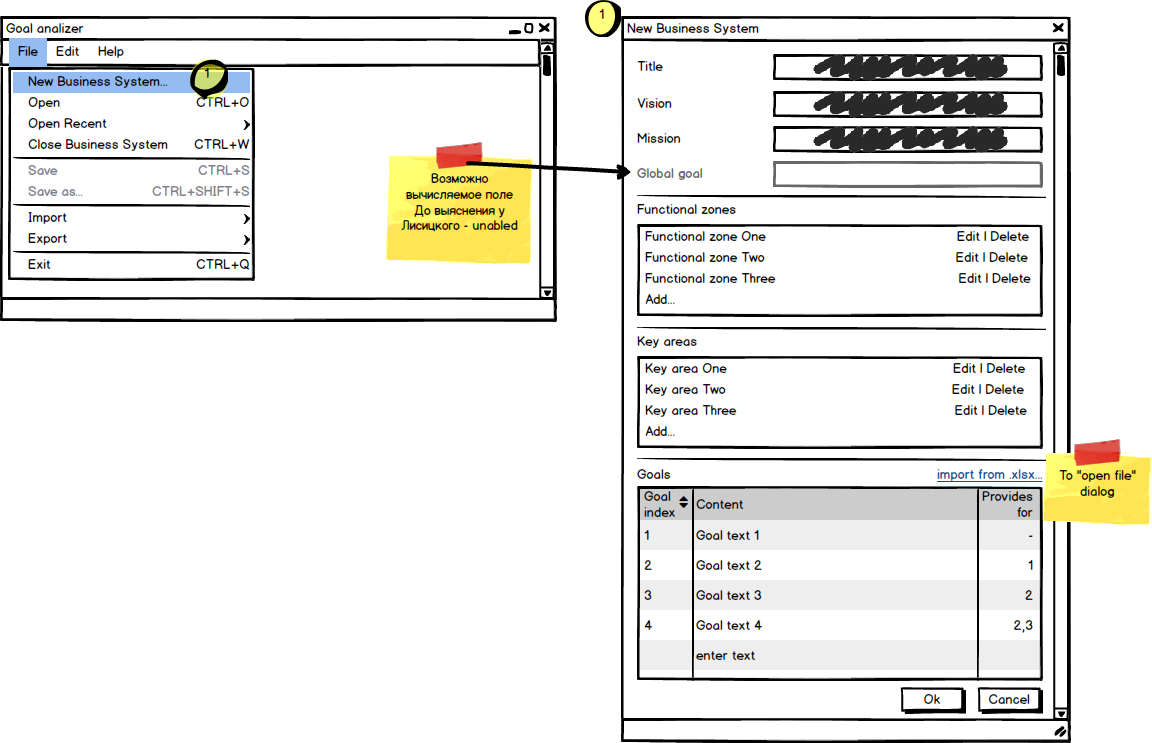 Goal analizer
File Edit Help
New Business System... 1
Open CTRL+O
Open Recent
Close Business System CTRL+W
Save CTRL+S
Save as... CTRL+SHIFT+S
Import
Export
Exit CTRL+Q
Возможно
вычисляемое поле
До выяснения у
Лисицкого - unabled
1
New Business System
Title
Vision
Mission
Global goal
Functional zones
Functional zone One Edit | Delete
Functional zone Two Edit | Delete
Functional zone Three Edit | Delete
Add...
Key areas
Key area One Edit | Delete
Key area Two Edit | Delete
Key area Three Edit | Delete
Add...
Goals import from .xlsx...
Goal index Content Provides for
1 Goal text 1 -
2 Goal text 2 1
3 Goal text 3 2
4 Goal text 4 2,3
enter text
Ok Cancel
To "open file"
dialog